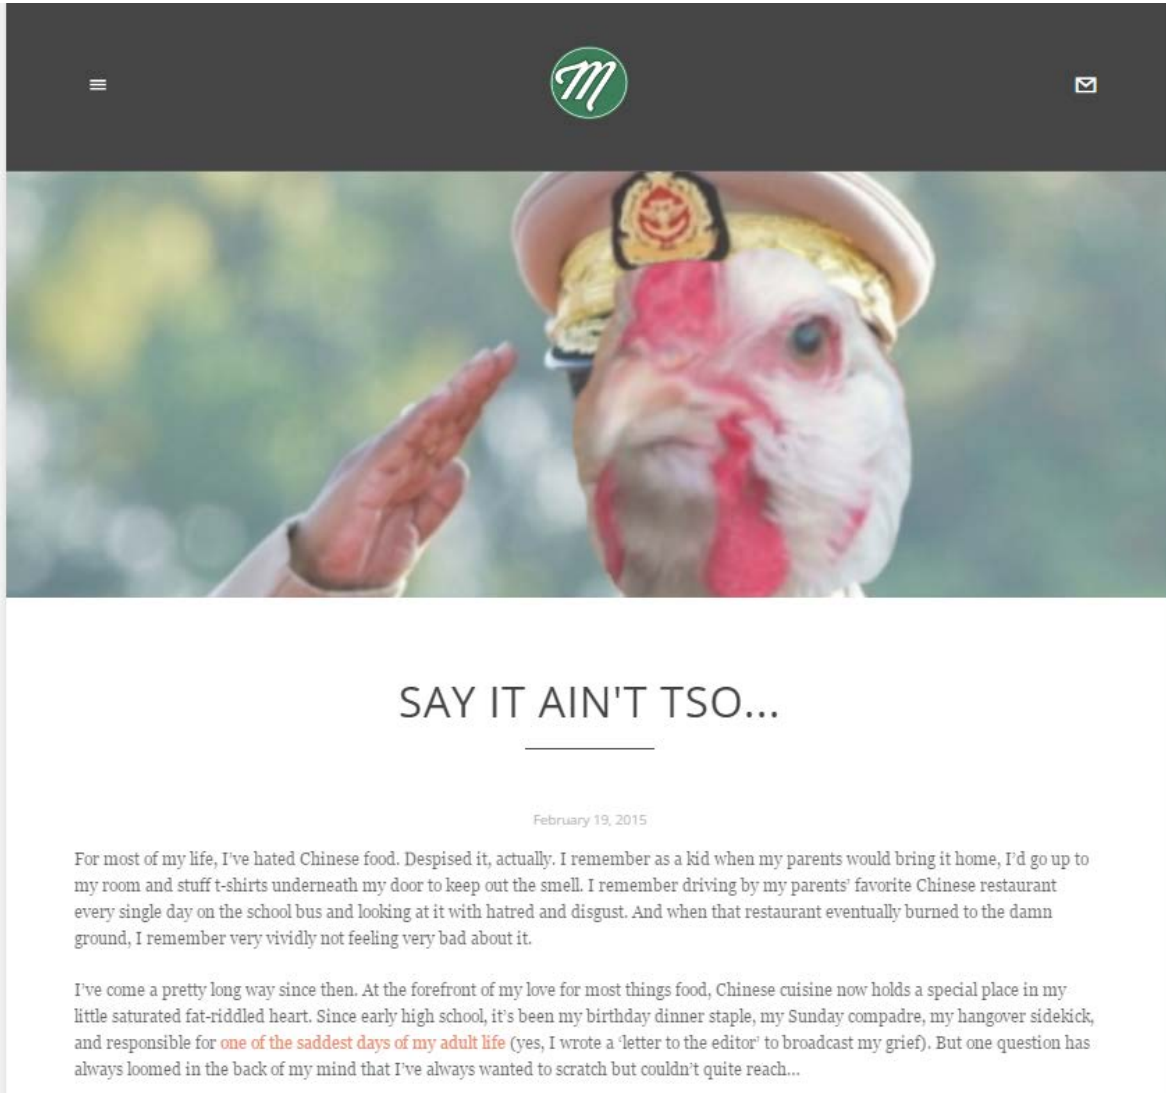 M
SAY IT AIN'T TSO...
February 19, 2015
For most of my life, I've hated Chinese food. Despised it, actually. I remember as a kid when my parents would bring it home, I'd go up to
my room and stuff t-shirts underneath my door to keep out the smell. I remember driving by my parents' favorite Chinese restaurant
every single day on the school bus and looking at it with hatred and disgust. And when that restaurant eventually burned to the damn
ground, I remember very vividly not feeling very bad about it.
I've come a pretty long way since then. At the forefront of my love for most things food, Chinese cuisine now holds a special place in my
little saturated fat-riddled heart. Since early high school, it's been my birthday dinner staple, my Sunday compadre, my hangover sidekick,
and responsible for one of the saddest days of my adult life (yes, I wrote a 'letter to the editor' to broadcast my grief). But one question has
always loomed in the back of my mind that I've always wanted to scratch but couldn't quite reach...